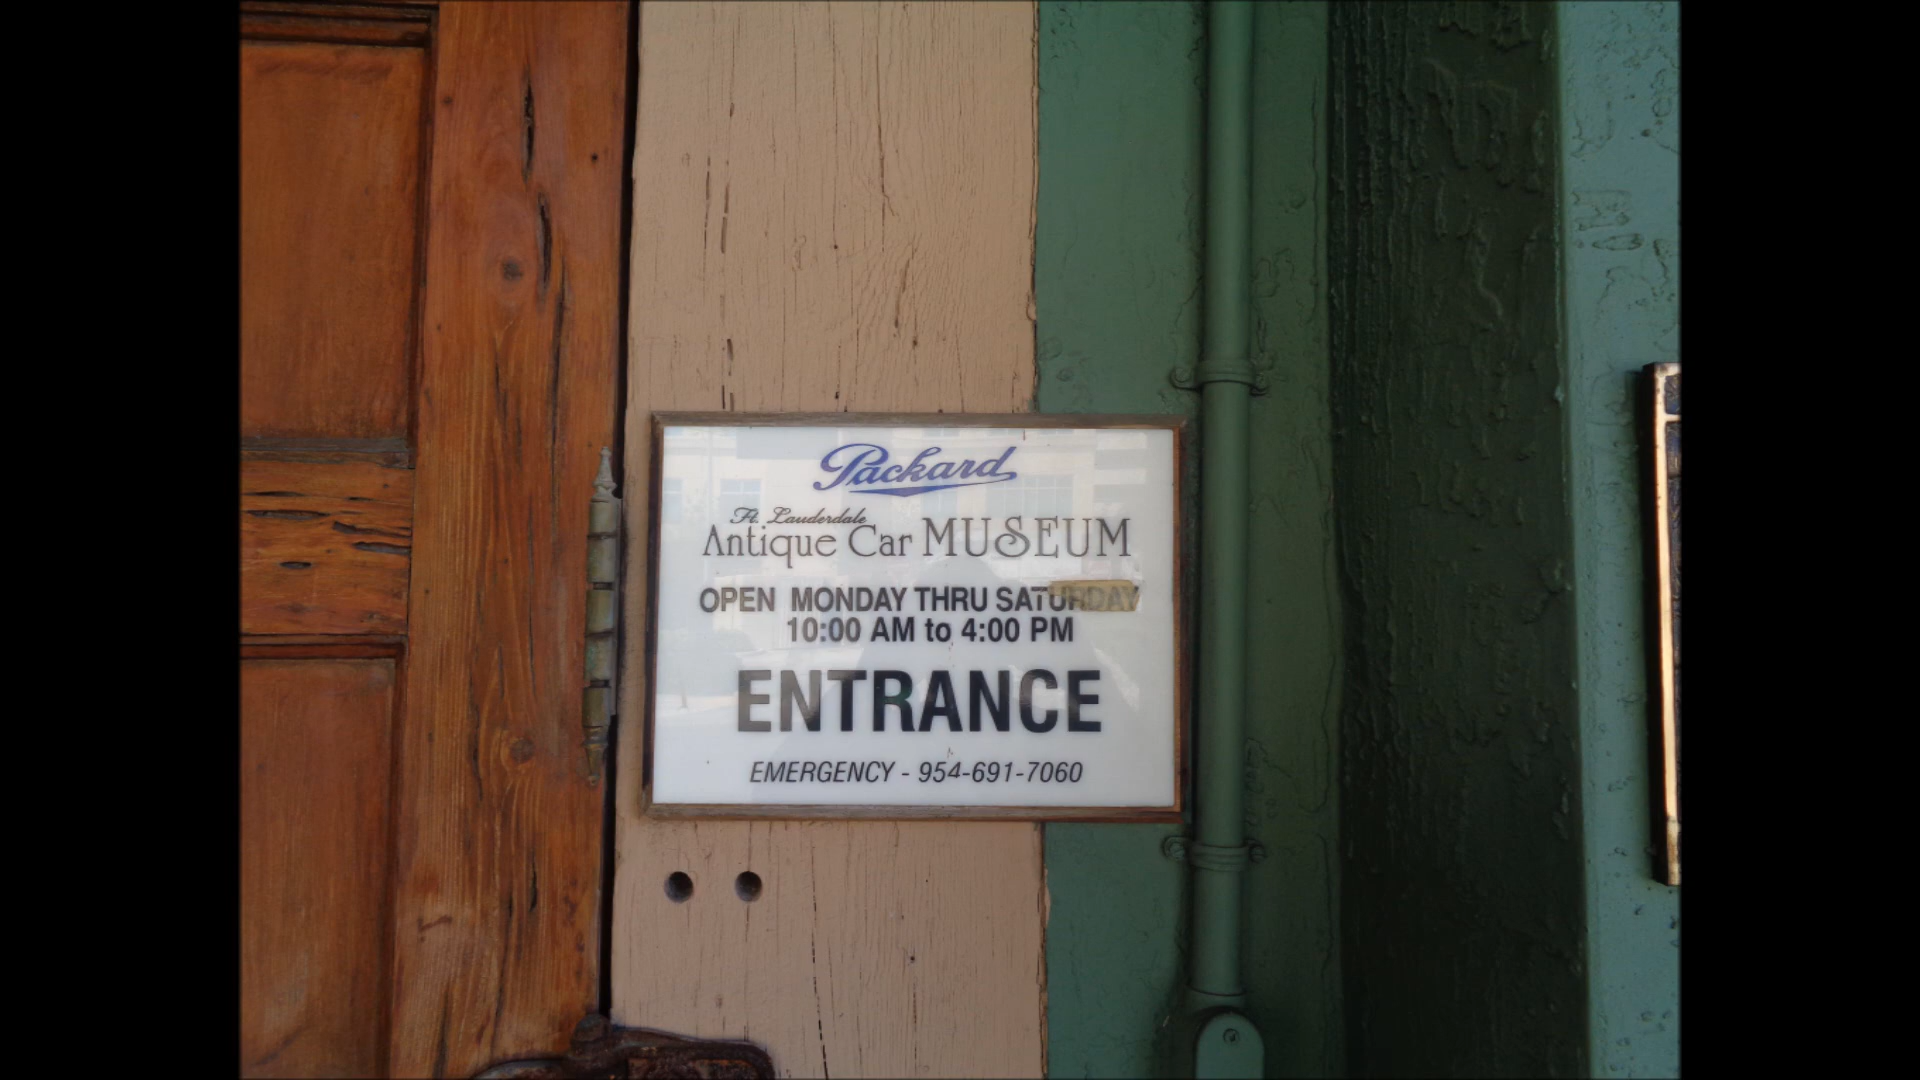 Packard
Ft. Lauderdale
Antique Car MUSEUM
OPEN MONDAY THRU SATURDAY
10:00 AM to 4:00 PM
ENTRANCE
EMERGENCY - 954-691-7060